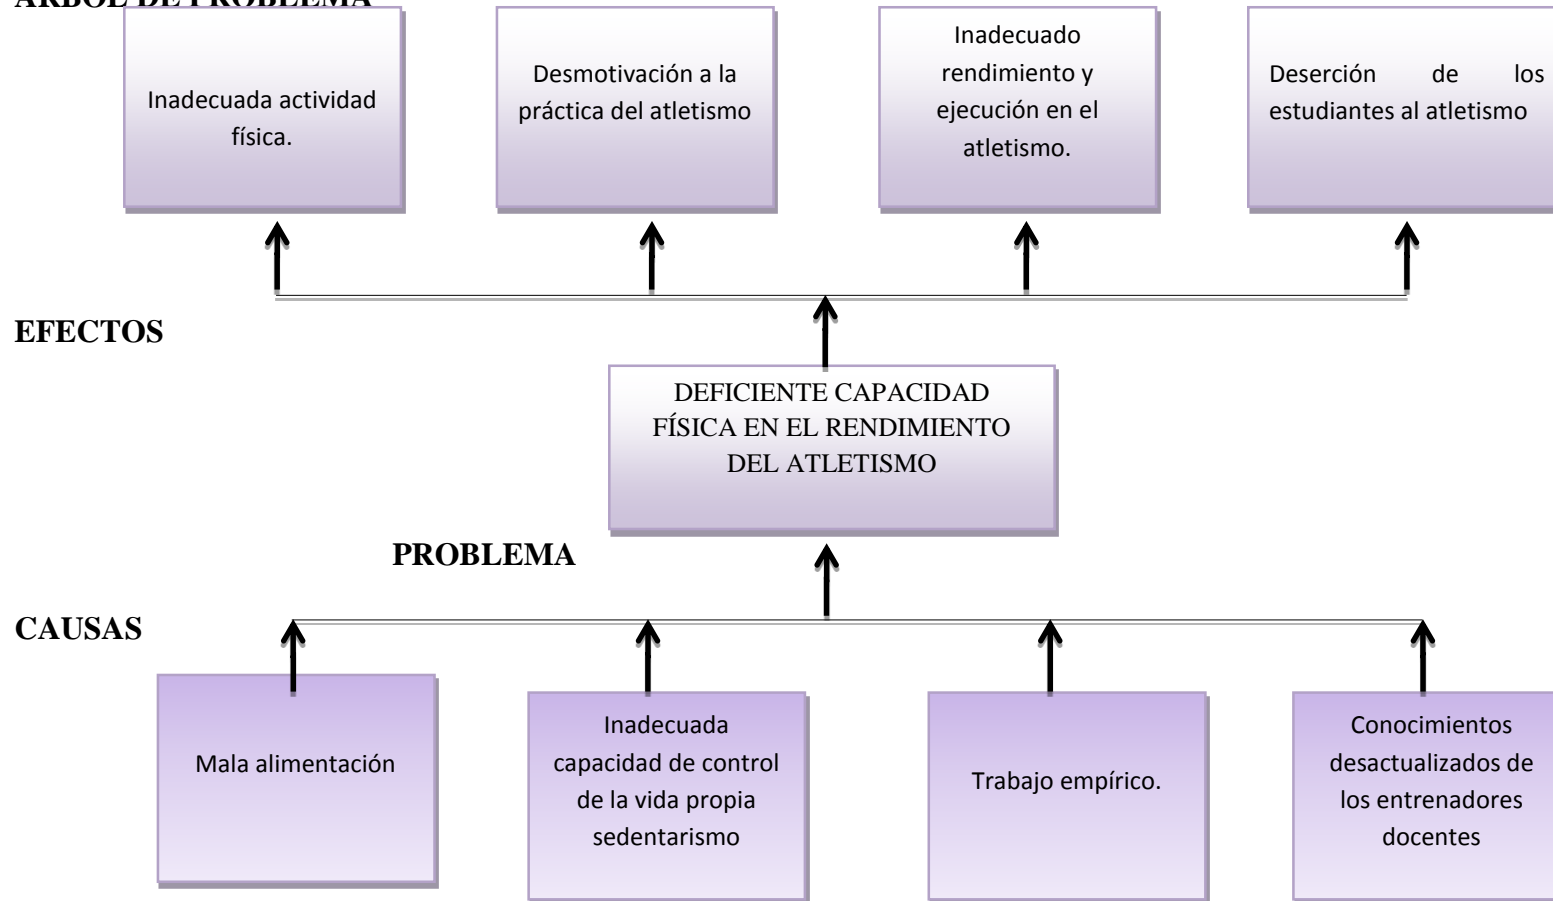 ÁRBOL DE PROBLEMA
Inadecuada actividad
física.
Desmotivación a la
práctica del atletismo
Inadecuado
rendimiento y
ejecución en el
atletismo.
Deserción de los
estudiantes al atletismo
EFECTOS
DEFICIENTE CAPACIDAD
FÍSICA EN EL RENDIMIENTO
DEL ATLETISMO
PROBLEMA
CAUSAS
Mala alimentación
Inadecuada
capacidad de control
de la vida propia
sedentarismo
Trabajo empírico.
Conocimientos
desactualizados de
los entrenadores
docentes